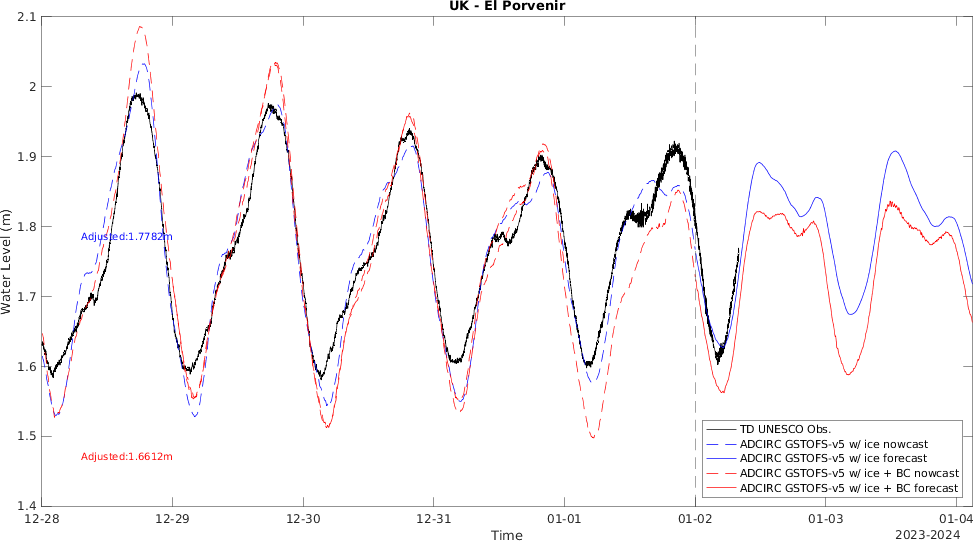 UK - El Porvenir
2.1
2
1.9
1.8
1.7
1.6
1.5
1.4
Water Level (m)
Adjusted:1.7782m
Adjusted:1.6612m
TD UNESCO Obs.
ADCIRC GSTOFS-v5 w/ ice nowcast
ADCIRC GSTOFS-v5 w/ ice forecast
ADCIRC GSTOFS-v5 w/ ice + BC nowcast
ADCIRC GSTOFS-v5 w/ ice + BC forecast
12-28 12-29 12-30 12-31 01-01 01-02 01-03 01-04
Time
2023-2024